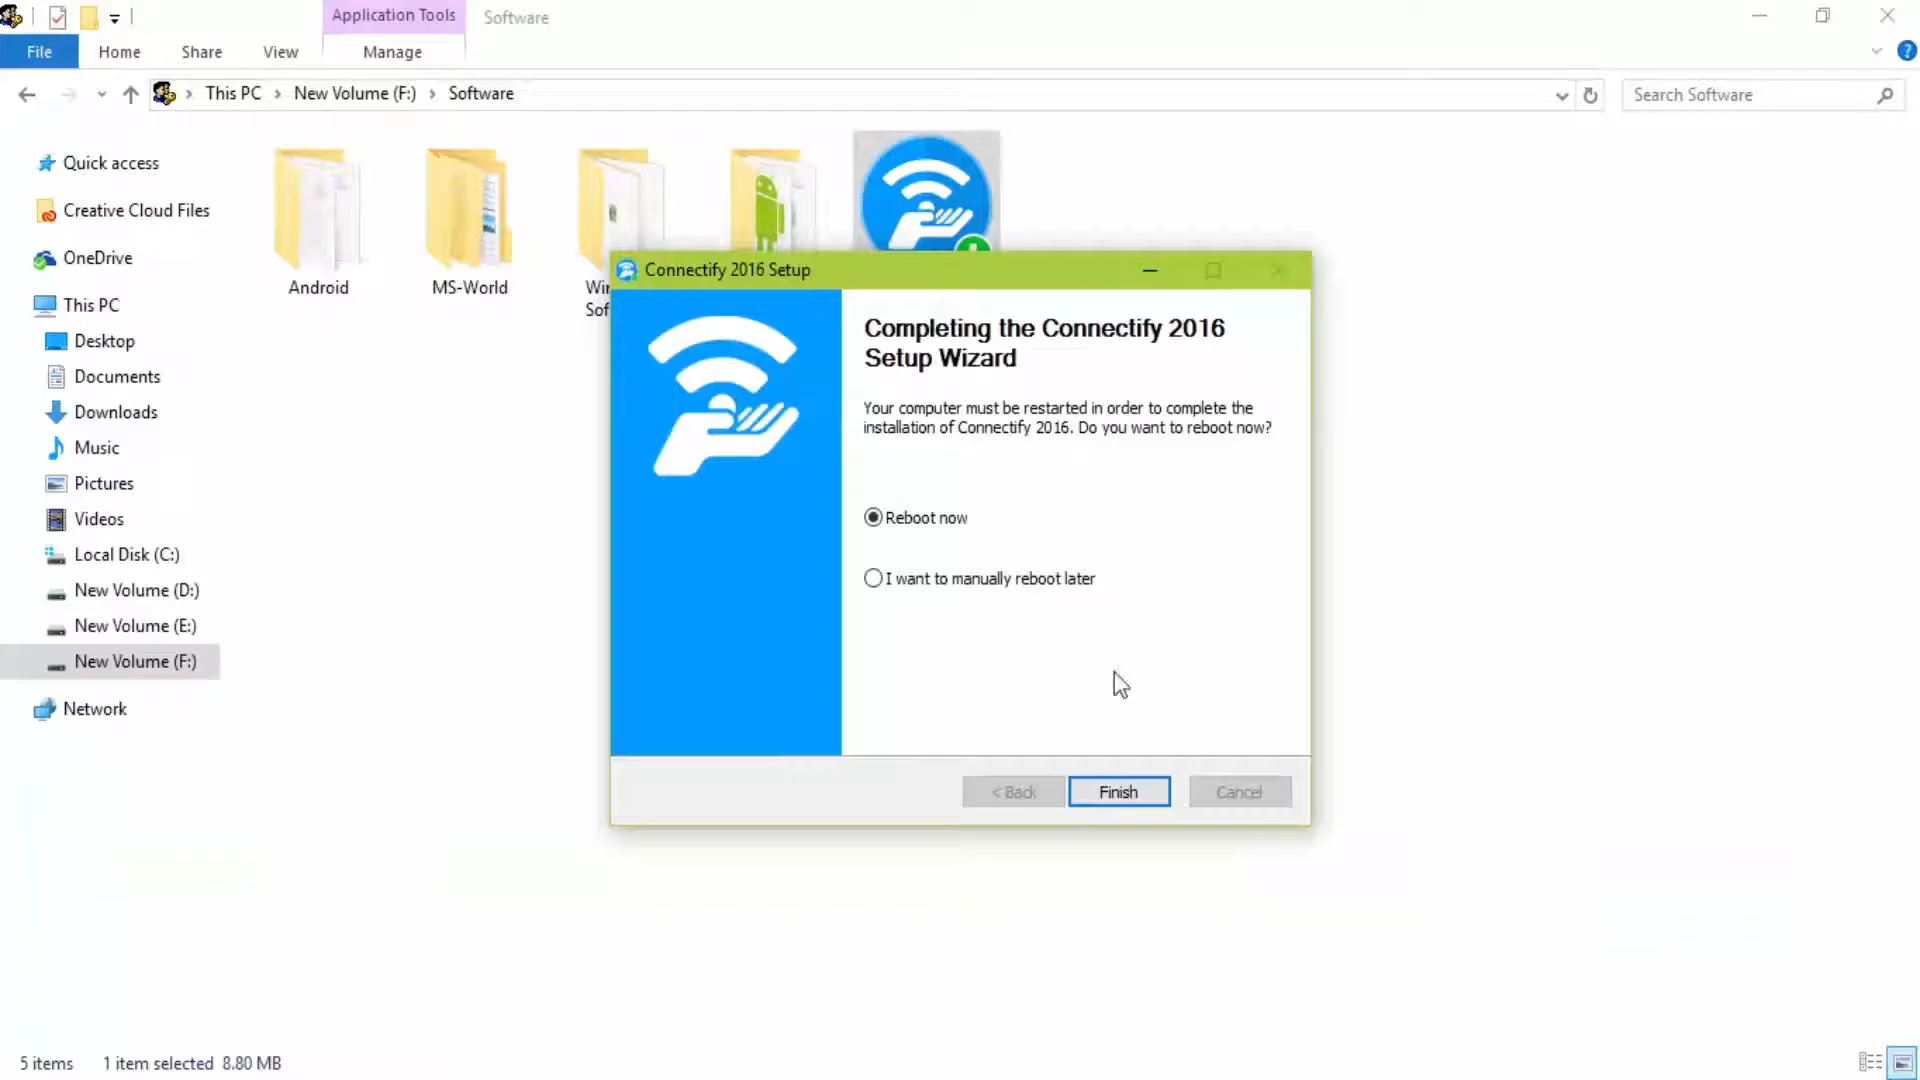 Application Tools
Software
File
Home
Share
View
Manage
This PC
New Volume (F:)
Software
Search Software
Quick access
Creative Cloud Files
OneDrive
This PC
Desktop
Documents
Downloads
Music
Pictures
Videos
Local Disk (C:)
New Volume (D:)
New Volume (E:)
New Volume (F:)
Network
Android
MS-World
Connectify 2016 Setup
Completing the Connectify 2016
Setup Wizard
Your computer must be restarted in order to complete the
installation of Connectify 2016. Do you want to reboot now?
Reboot now
I want to manually reboot later
< Back
Finish
Cancel
5 items
1 item selected 8.80 MB